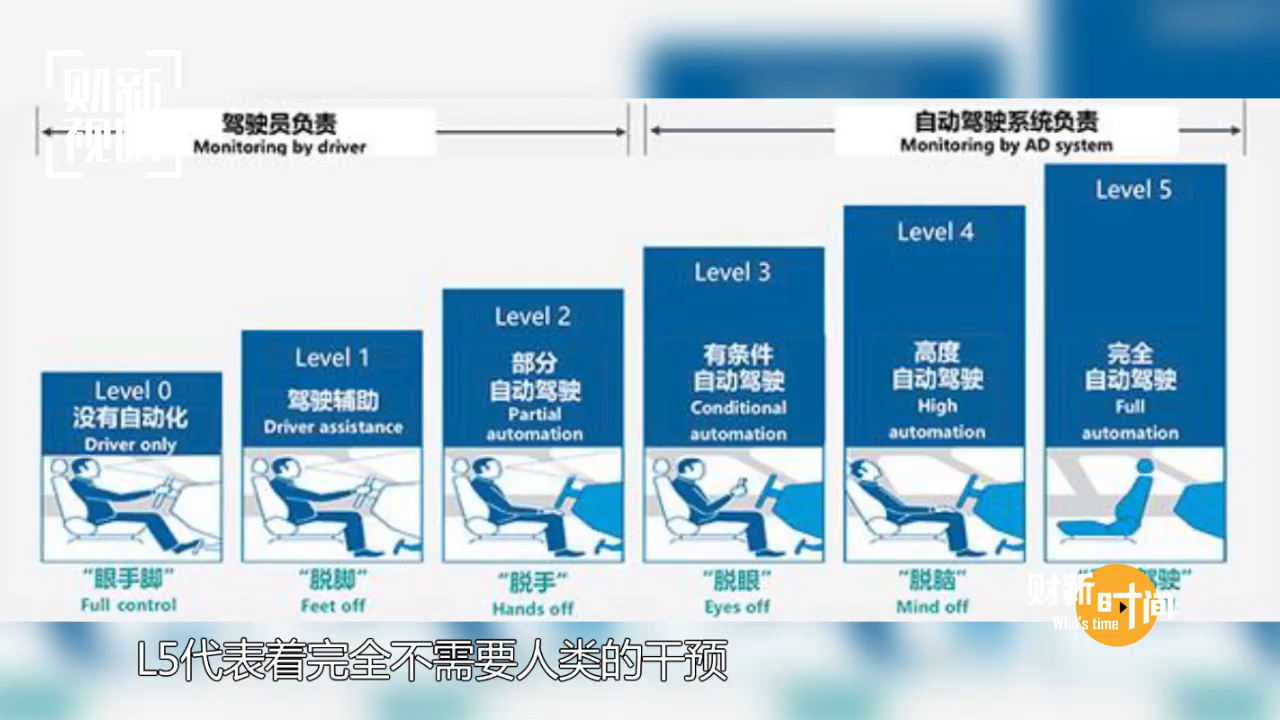 财新
视听
驾驶员负责
Monitoring by driver
自动驾驶系统负责
Monitoring by AD system
Level 0
没有自动化
Driver only
"眼手脚"
Full control
Level 1
驾驶辅助
Driver assistance
"脱脚"
Feet off
Level 2
部分
自动驾驶
Partial
automation
"脱手"
Hands off
Level 3
有条件
自动驾驶
Conditional
automation
"脱眼"
Eyes off
Level 4
高度
自动驾驶
High
automation
"脱脑"
Mind off
Level 5
完全
自动驾驶
Full
automation
驾驶"
财新时间
Who's time
L5代表着完全不需要人类的干预